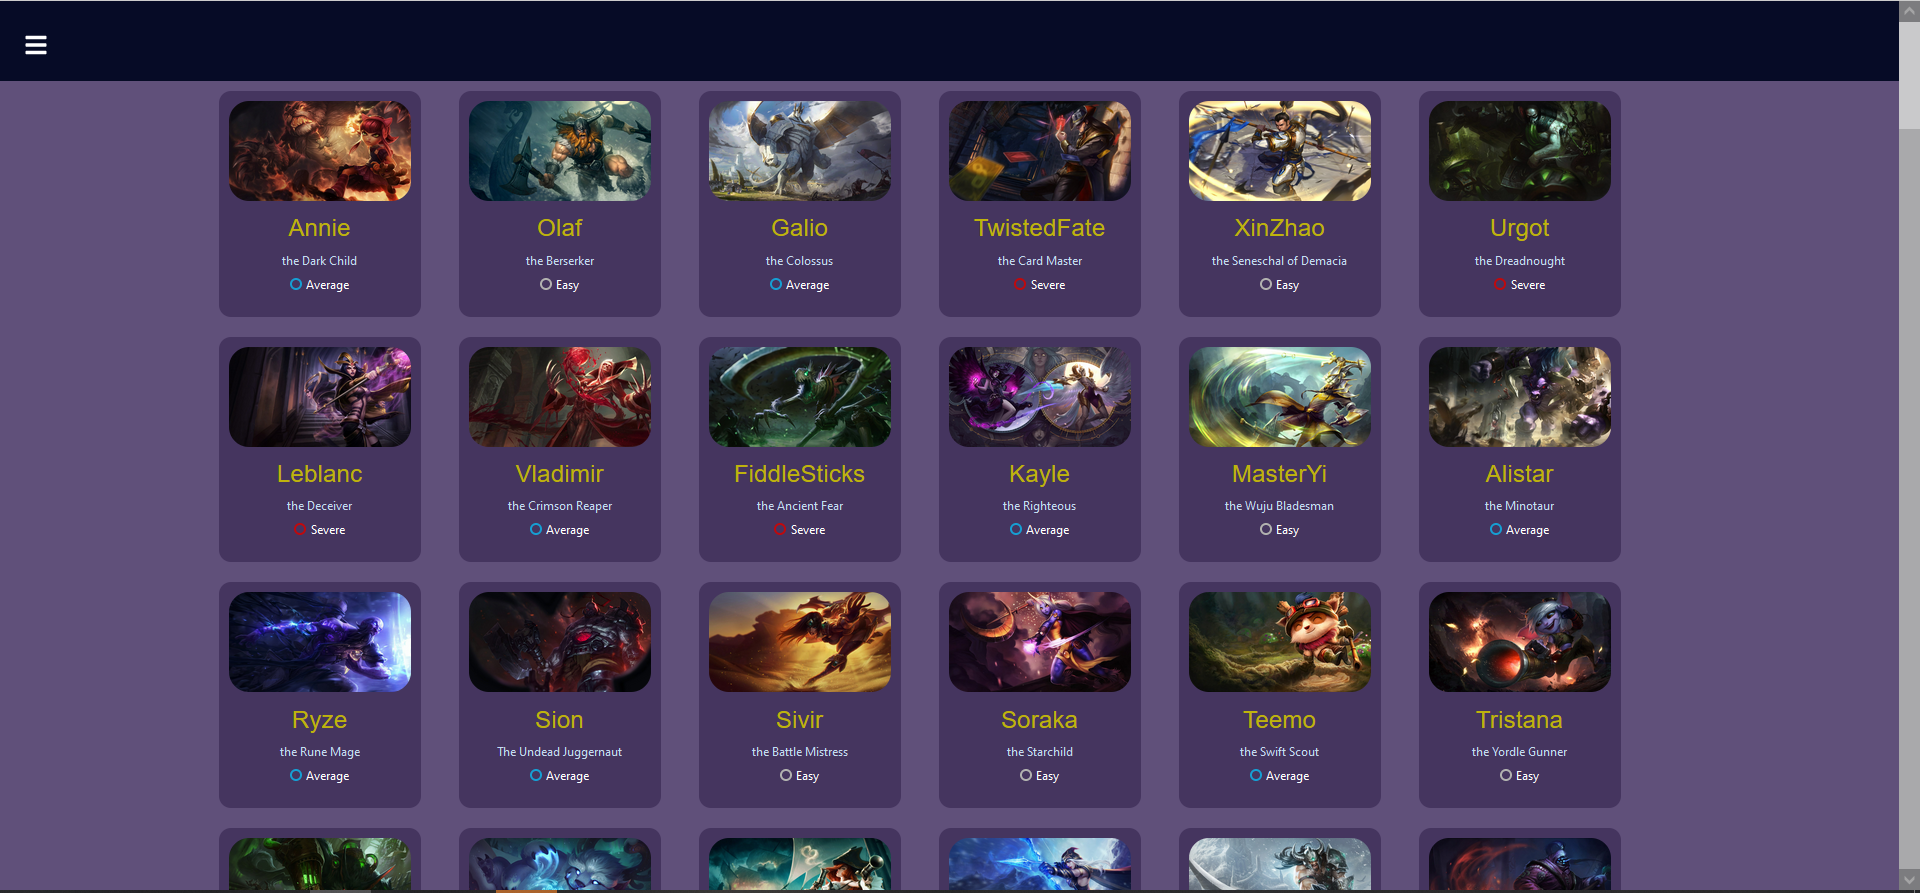 Annie
the Dark Child
Average
Olaf
the Berserker
Easy
Galio
the Colossus
Average
TwistedFate
the Card Master
Severe
XinZhao
the Seneschal of Demacia
Easy
Urgot
the Dreadnought
Severe
Leblanc
the Deceiver
Severe
Vladimir
the Crimson Reaper
Average
FiddleSticks
the Ancient Fear
Severe
Kayle
the Righteous
Average
MasterYi
the Wuju Bladesman
Easy
Alistar
the Minotaur
Average
Ryze
the Rune Mage
Average
Sion
The Undead Juggernaut
Average
Sivir
the Battle Mistress
Easy
Soraka
the Starchild
Easy
Teemo
the Swift Scout
Average
Tristana
the Yordle Gunner
Easy